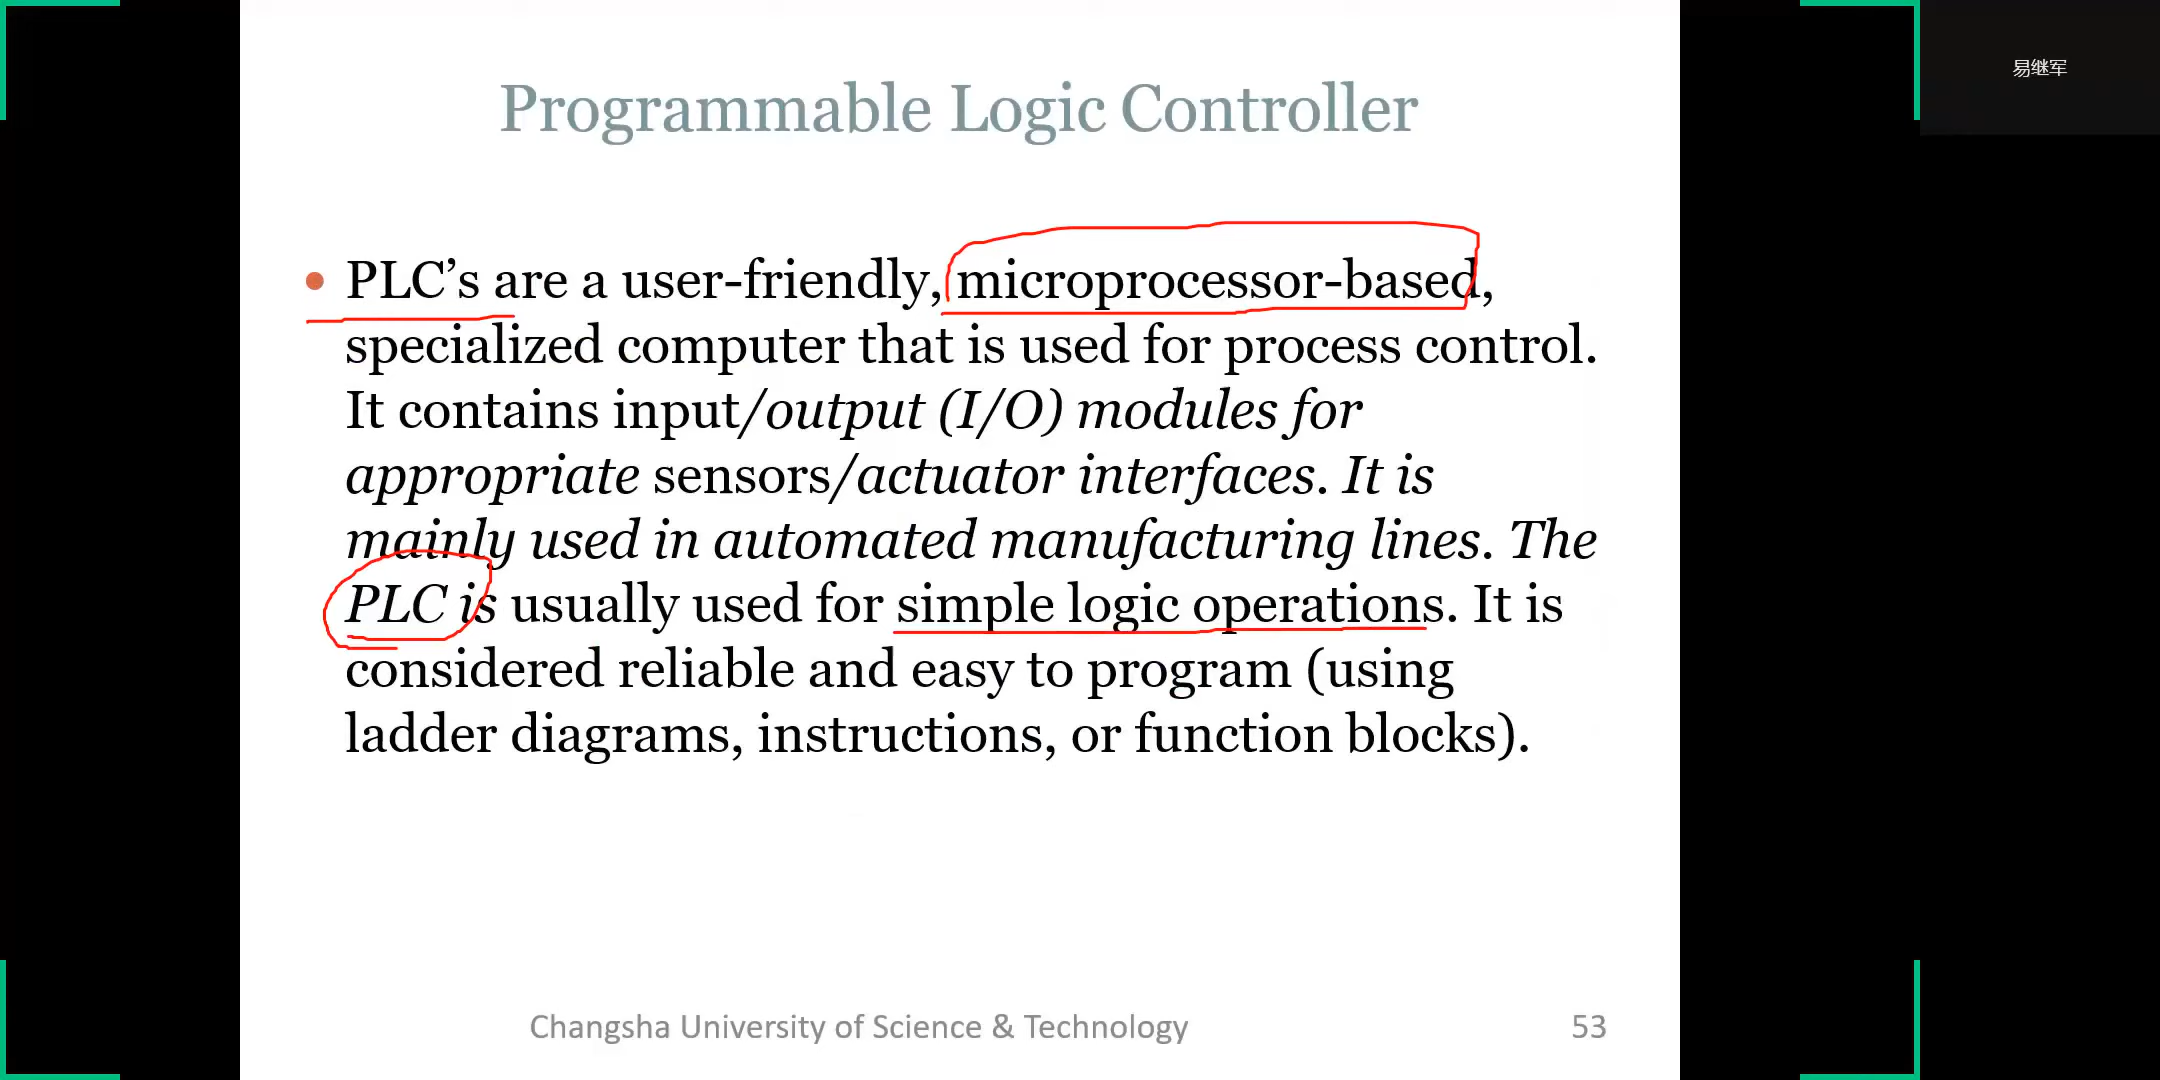 易继军
Programmable Logic Controller
PLC’s are a user-friendly, microprocessor-based,
specialized computer that is used for process control.
It contains input/output (I/O) modules for
appropriate sensors/actuator interfaces. It is
mainly used in automated manufacturing lines. The
PLC is usually used for simple logic operations. It is
considered reliable and easy to program (using
ladder diagrams, instructions, or function blocks).
Changsha University of Science & Technology
53